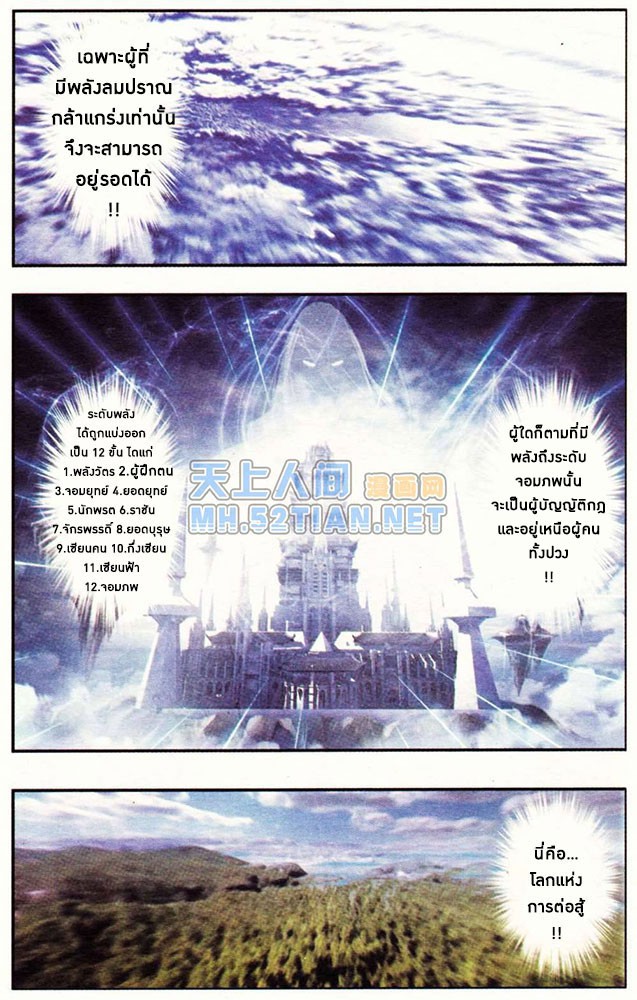 เฉพาะผู้ที่
มีพลังลมปราณ
กล้าแกร่งเท่านั้น
จึงจะสามารถ
อยู่รอดได้
!!
ระดับพลัง
ได้ถูกแบ่งออก
เป็น 12 ขั้น ไดแก่
1.พลังวัตร 2.ผู้ฝึกตน
3.จอมยุทย์ 4.ยอดยุทย์
5.นักพรต 6.ราชัน
7.จักรพรรดิ์ 8.ยอดบุรุษ
9.เซียนคน 10.กึ่งเซียน
11.เซียนฟ้า
12.จอมภพ
ผู้ใดก็ตามที่มี
พลังถึงระดับ
จอมภพนั้น
จะเป็นผู้บัญญัติกฎ
และอยู่เหนือผู้คน
ทั้งปวง
!!
天上人间 漫画网
MH.52TIAN.NET
นี่คือ...
โลกแห่ง
การต่อสู้
!!